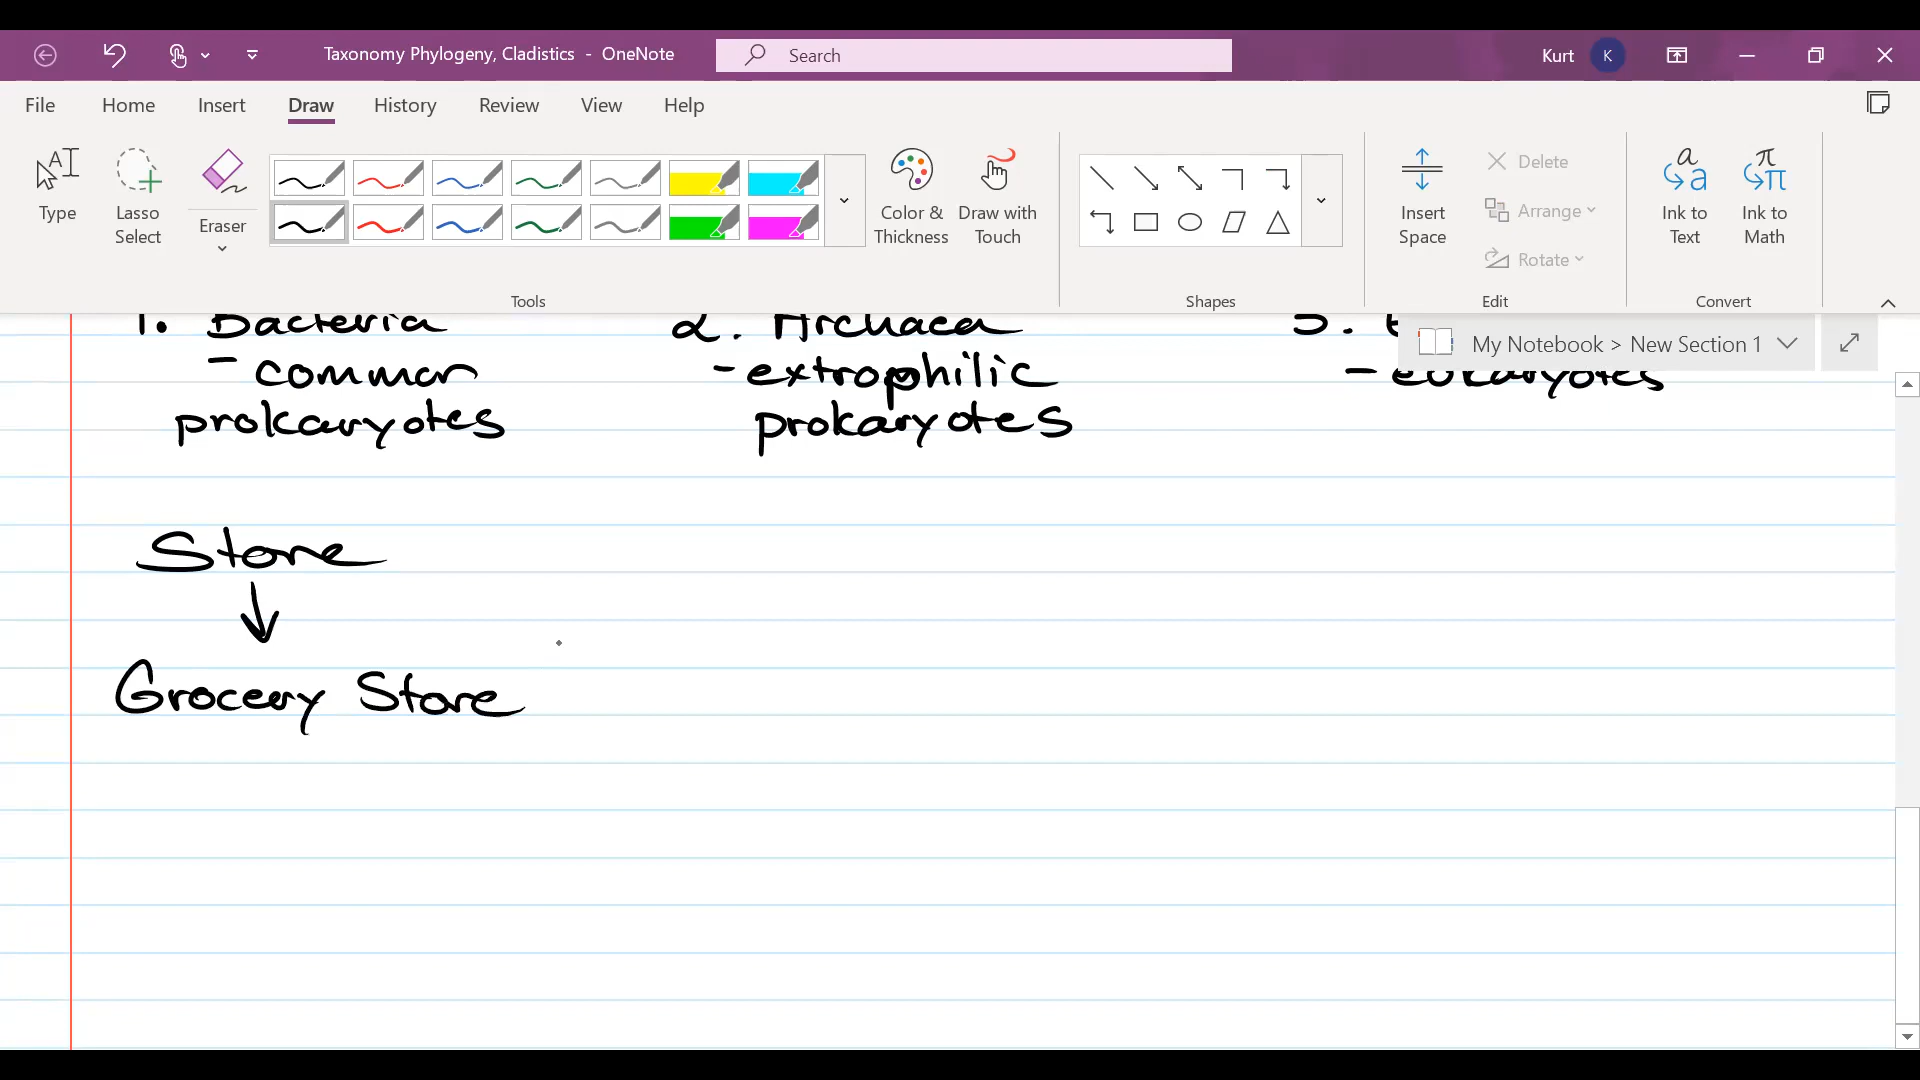 Taxonomy Phylogeny, Cladistics - OneNote
Search
Kurt K
File Home Insert Draw History Review View Help
Type
Lasso Select
Eraser
Color & Thickness
Draw with Touch
Insert Space
Delete
Arrange
Rotate
Ink to Text
Ink to Math
Tools Shapes Edit Convert
My Notebook > New Section 1
1. Bacteria 2. Archaea 3.
- common - extrophilic - eukaryotes
prokaryotes prokaryotes
Store
Grocery Store